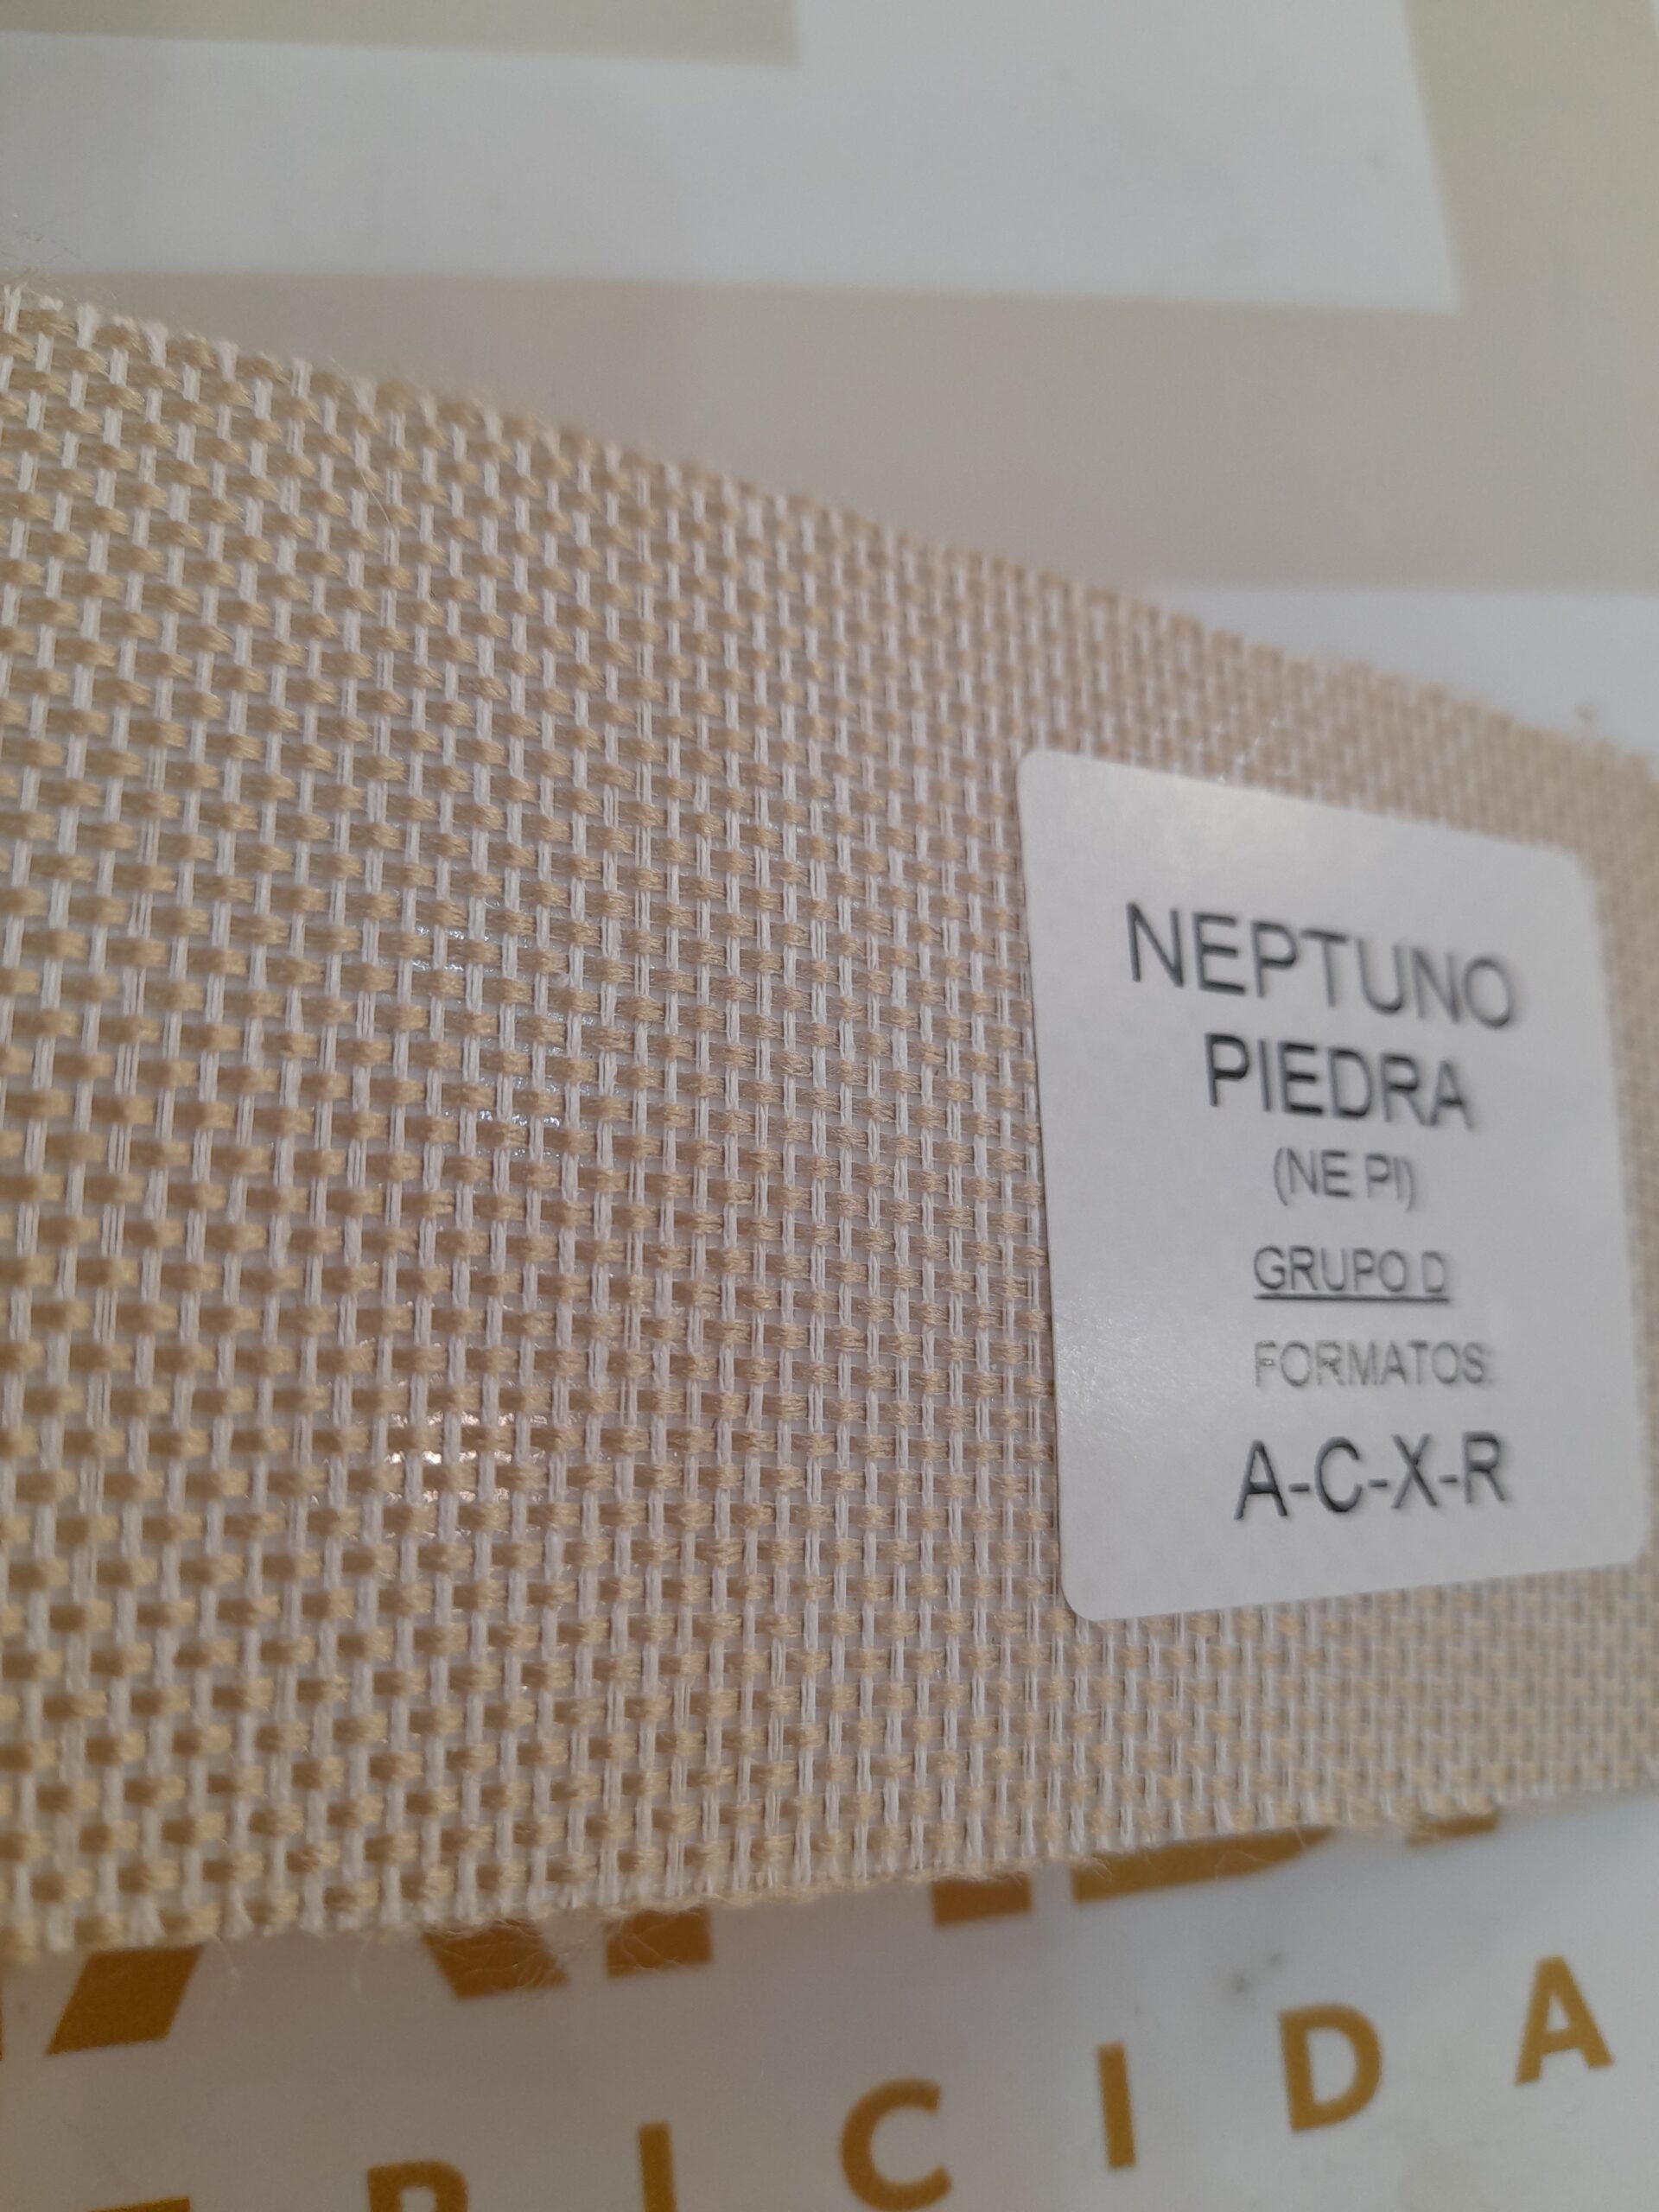 NEPTUNO
PIEDRA
(NE PI)
GRUPO D
FORMATOS:
A-C-X-R